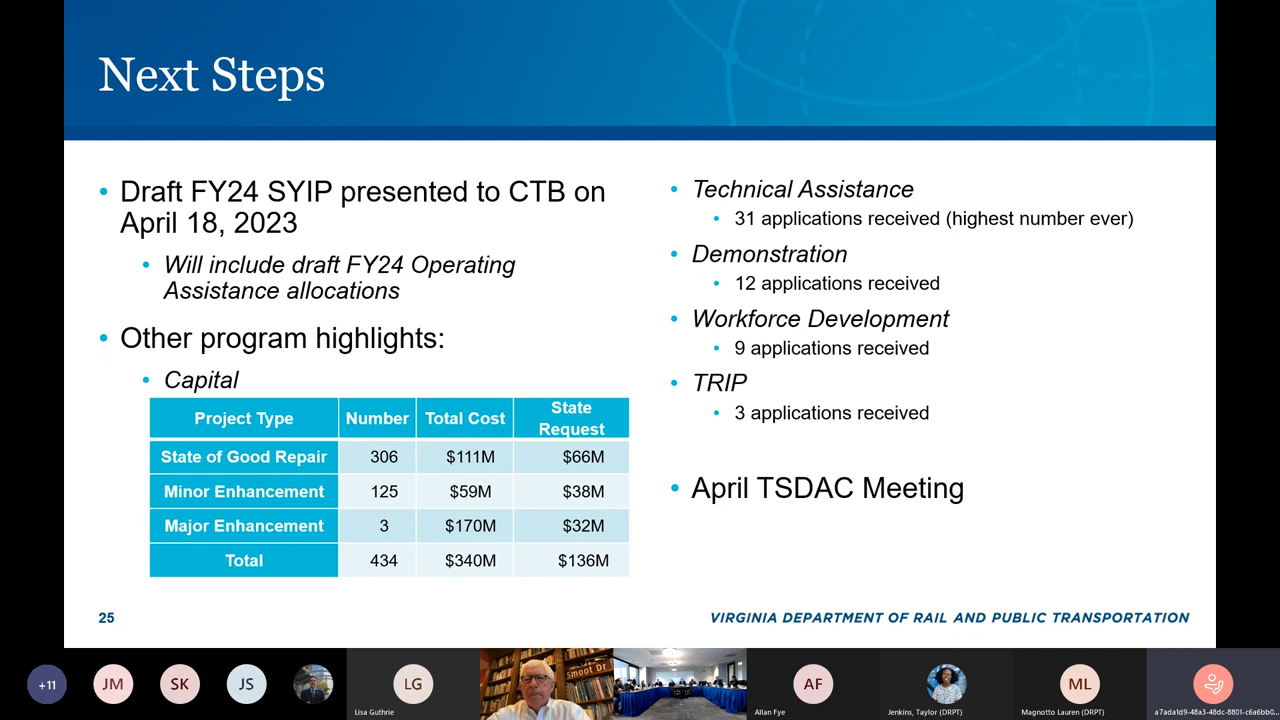 Next Steps
• Draft FY24 SYIP presented to CTB on
April 18, 2023
• Will include draft FY24 Operating
Assistance allocations
• Other program highlights:
• Capital
Project Type Number Total Cost State Request
State of Good Repair 306 $111M $66M
Minor Enhancement 125 $59M $38M
Major Enhancement 3 $170M $32M
Total 434 $340M $136M
• Technical Assistance
• 31 applications received (highest number ever)
• Demonstration
• 12 applications received
• Workforce Development
• 9 applications received
• TRIP
• 3 applications received
• April TSDAC Meeting
25
VIRGINIA DEPARTMENT OF RAIL AND PUBLIC TRANSPORTATION
+11
JM
SK
JS
LG
Lisa Guthrie
Smoot Dr
AF
Allan Fye
Jenkins, Taylor (DRPT)
ML
Magnotto Lauren (DRPT)
a7ada1d9-48a3-48dc-8801-c6a6bb0...